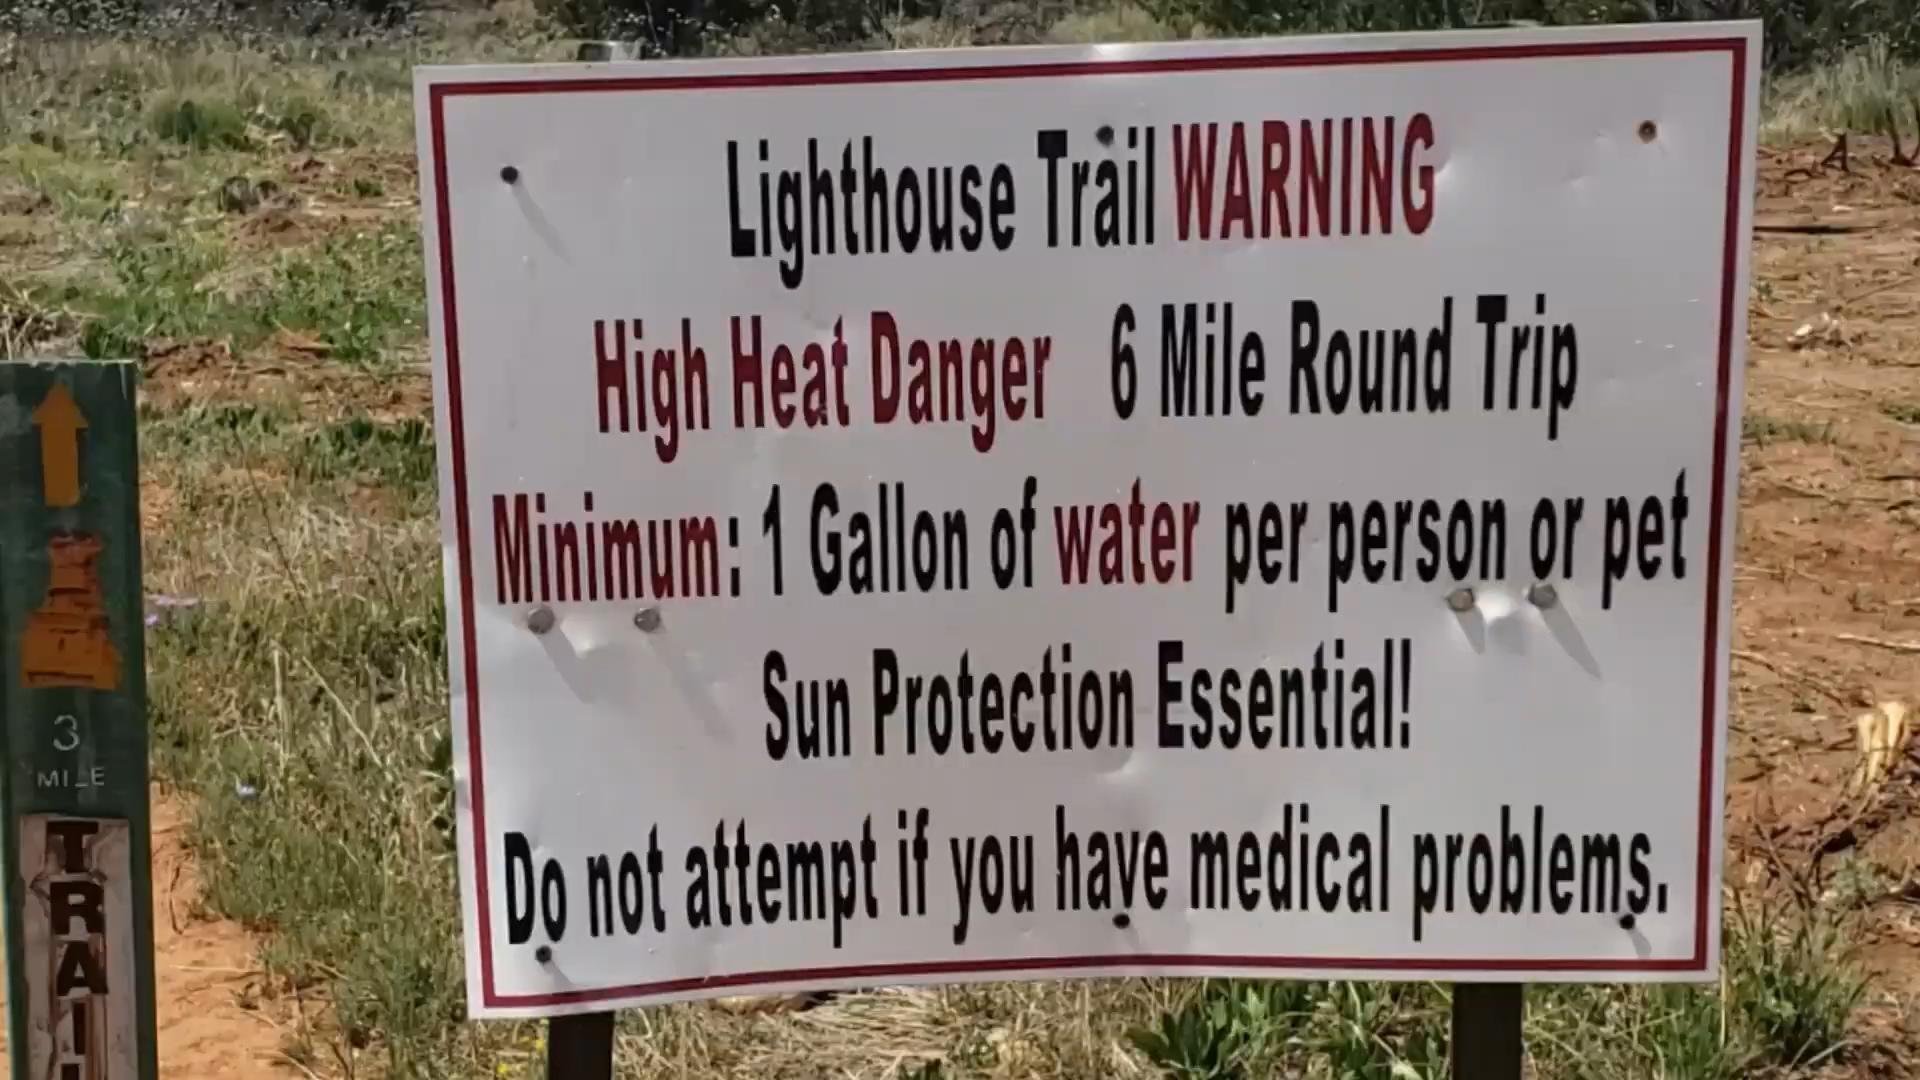 Lighthouse Trail WARNING
High Heat Danger 6 Mile Round Trip
Minimum: 1 Gallon of water per person or pet
Sun Protection Essential!
Do not attempt if you have medical problems.
3
MILE
TRAIL